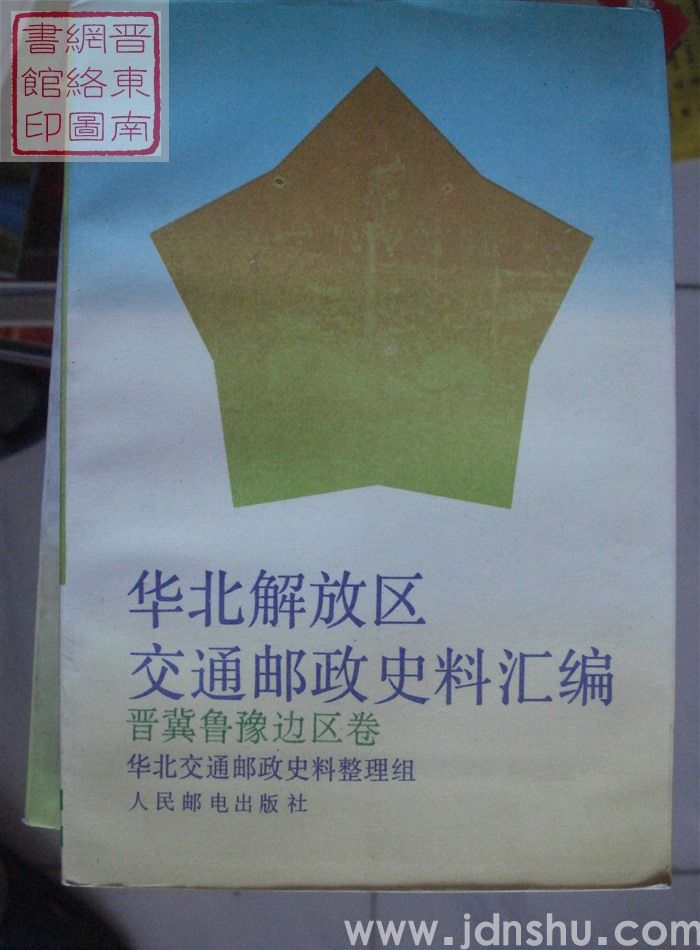 晋東南
網絡圖
書館印
华北解放区
交通邮政史料汇编
晋冀鲁豫边区卷
华北交通邮政史料整理组
人民邮电出版社
www.jdnshu.com